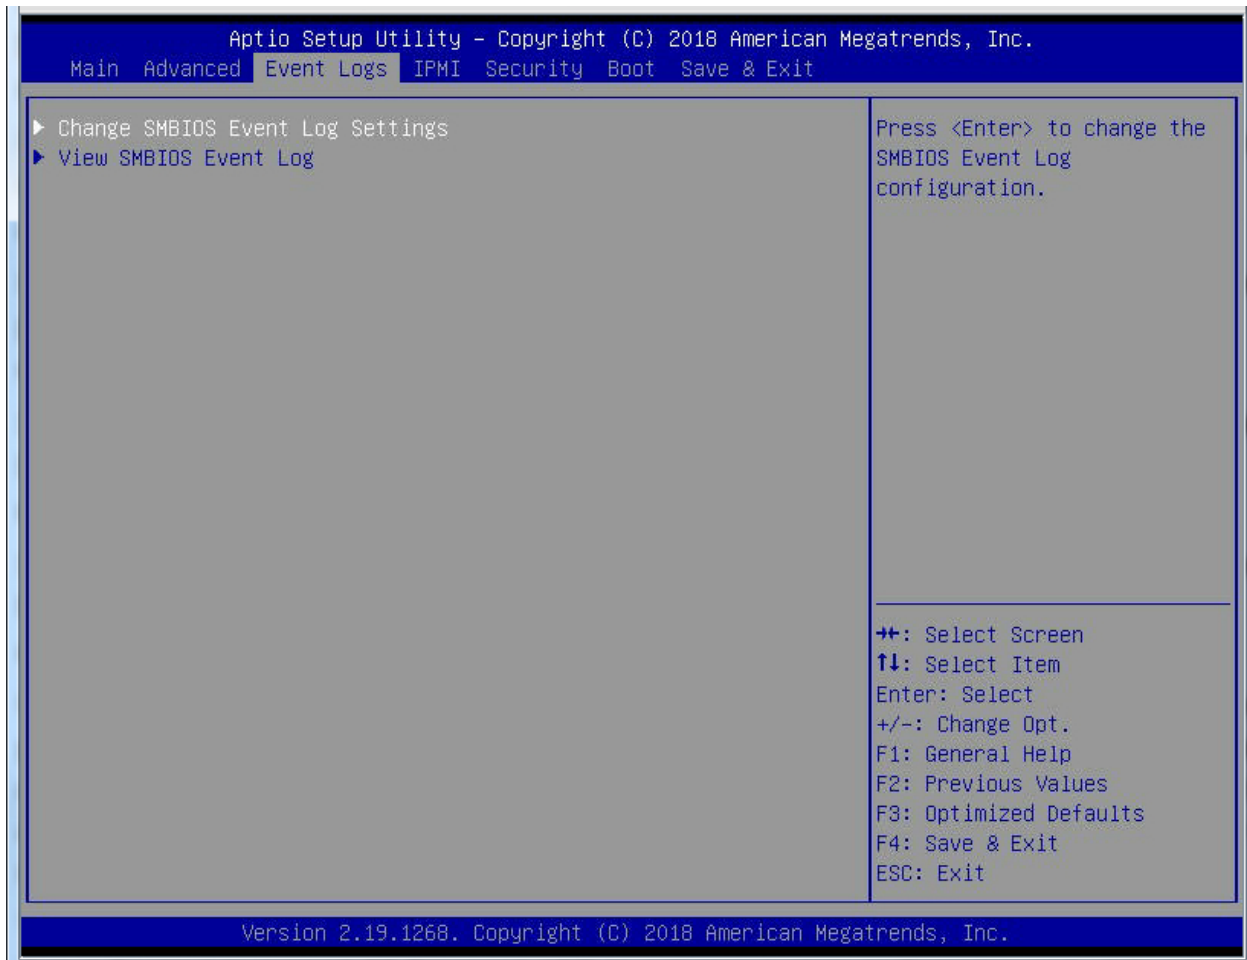 Aptio Setup Utility – Copyright (C) 2018 American Megatrends, Inc.
Main Advanced Event Logs IPMI Security Boot Save & Exit
▶ Change SMBIOS Event Log Settings
▶ View SMBIOS Event Log
Press <Enter> to change the
SMBIOS Event Log
configuration.
→←: Select Screen
↑↓: Select Item
Enter: Select
+/-: Change Opt.
F1: General Help
F2: Previous Values
F3: Optimized Defaults
F4: Save & Exit
ESC: Exit
Version 2.19.1268. Copyright (C) 2018 American Megatrends, Inc.